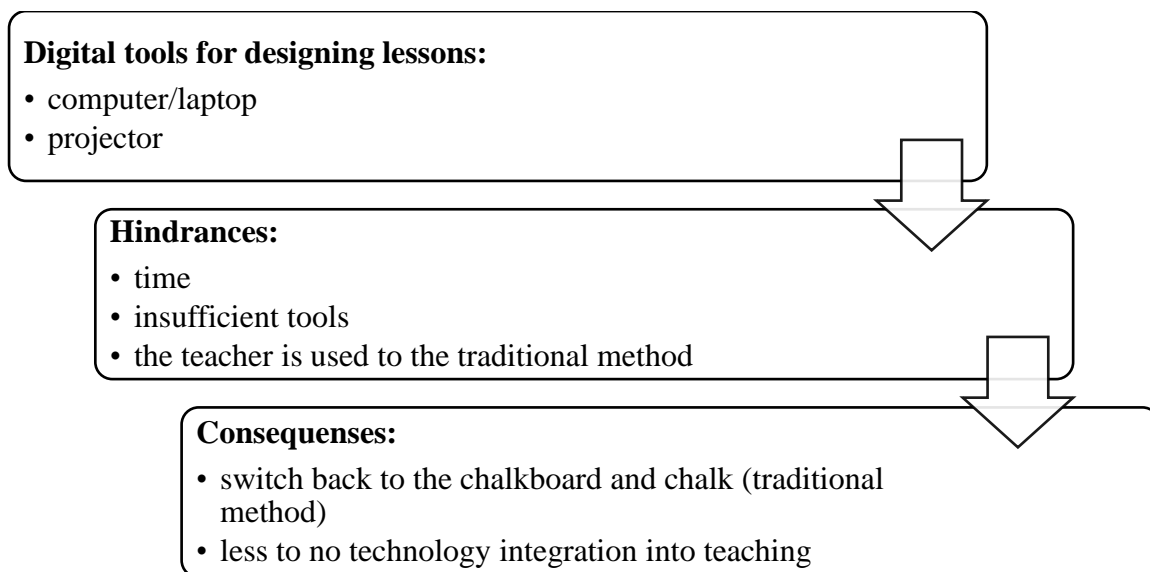 Digital tools for designing lessons:
• computer/laptop
• projector
Hindrances:
• time
• insufficient tools
• the teacher is used to the traditional method
Consequenses:
• switch back to the chalkboard and chalk (traditional
method)
• less to no technology integration into teaching